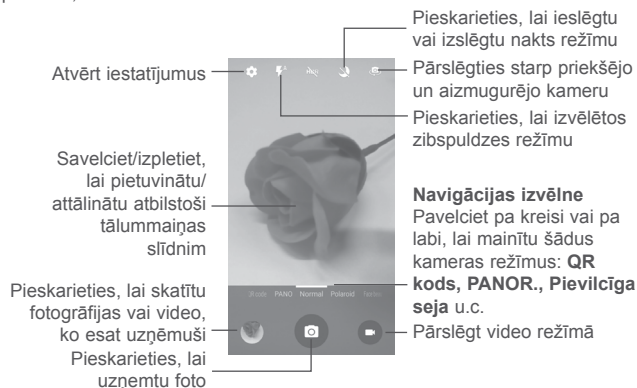 Pieskarieties, lai ieslēgtu
vai izslēgtu nakts režīmu
Atvērt iestatījumus
Pārslēgties starp priekšējo
un aizmugurējo kameru
Pieskarieties, lai izvēlētos
zibspuldzes režīmu
Savelciet/izpletiet,
lai pietuvinātu/
attālinātu atbilstoši
tālummaiņas
slīdnim
Navigācijas izvēlne
Pavelciet pa kreisi vai pa
labi, lai mainītu šādus
kameras režīmus: QR
kods, PANOR., Pievilcīga
seja u.c.
PANO Normal Polaroid
Pieskarieties, lai skatītu
fotogrāfijas vai video,
ko esat uzņēmuši
Pārslēgt video režīmā
Pieskarieties, lai
uzņemtu foto